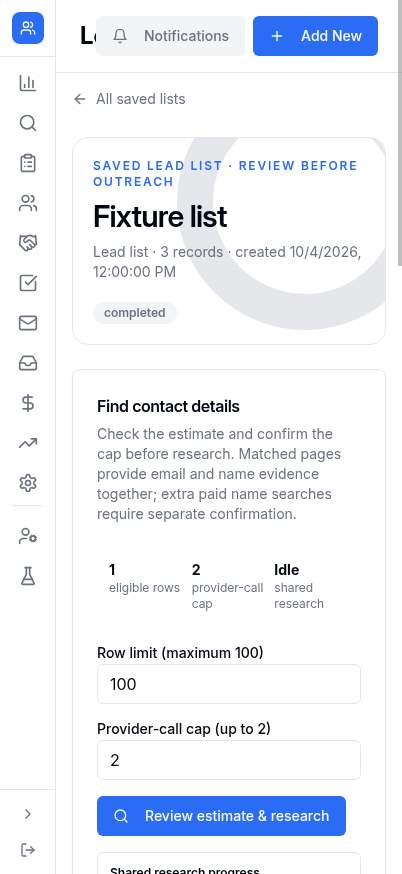 Notifications
Add New
All saved lists
SAVED LEAD LIST · REVIEW BEFORE
OUTREACH
Fixture list
Lead list · 3 records · created 10/4/2026,
12:00:00 PM
completed
Find contact details
Check the estimate and confirm the
cap before research. Matched pages
provide email and name evidence
together; extra paid name searches
require separate confirmation.
1
eligible rows
2
provider-call
cap
Idle
shared
research
Row limit (maximum 100)
100
Provider-call cap (up to 2)
2
Review estimate & research
Shared research progress